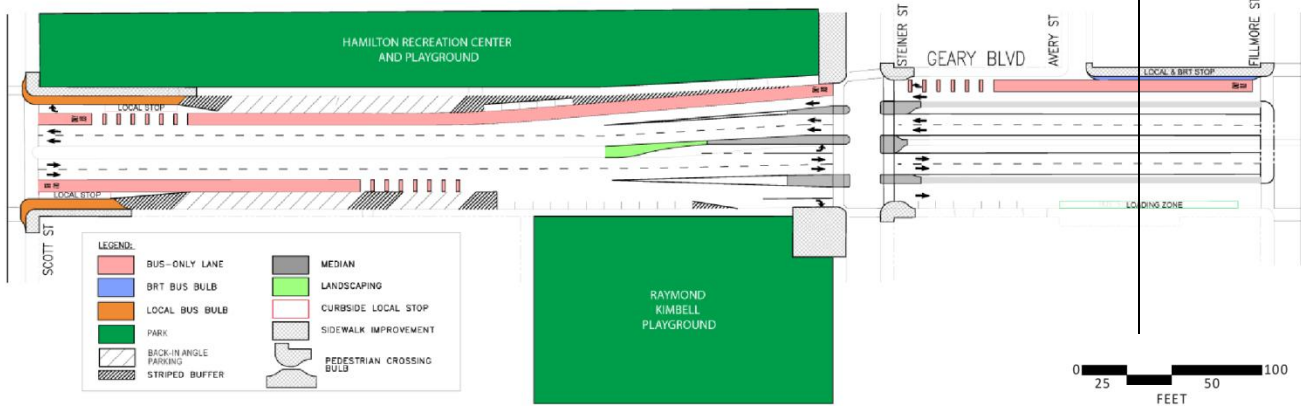 HAMILTON RECREATION CENTER
AND PLAYGROUND
STEINER ST
GEARY BLVD
AVERY ST
FILLMORE ST
LOCAL & BRT STOP
LOCAL STOP
LOCAL STOP
LOADING ZONE
SCOTT ST
LEGEND:
BUS-ONLY LANE
BRT BUS BULB
LOCAL BUS BULB
PARK
BACK-IN ANGLE
PARKING
STRIPED BUFFER
MEDIAN
LANDSCAPING
CURBSIDE LOCAL STOP
SIDEWALK IMPROVEMENT
PEDESTRIAN CROSSING
BULB
RAYMOND
KIMBELL
PLAYGROUND
0 100
25 50
FEET